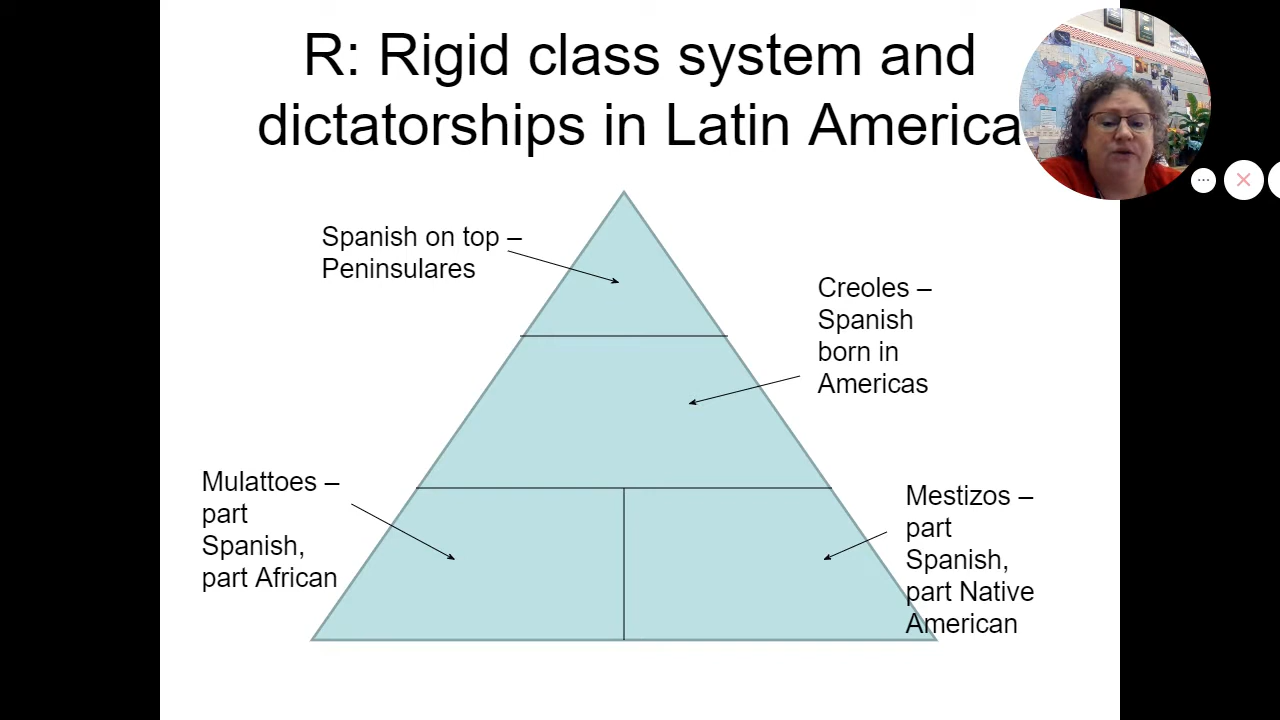 R: Rigid class system and
dictatorships in Latin America
Spanish on top –
Peninsulares
Creoles –
Spanish
born in
Americas
Mulattoes –
part
Spanish,
part African
Mestizos –
part
Spanish,
part Native
American